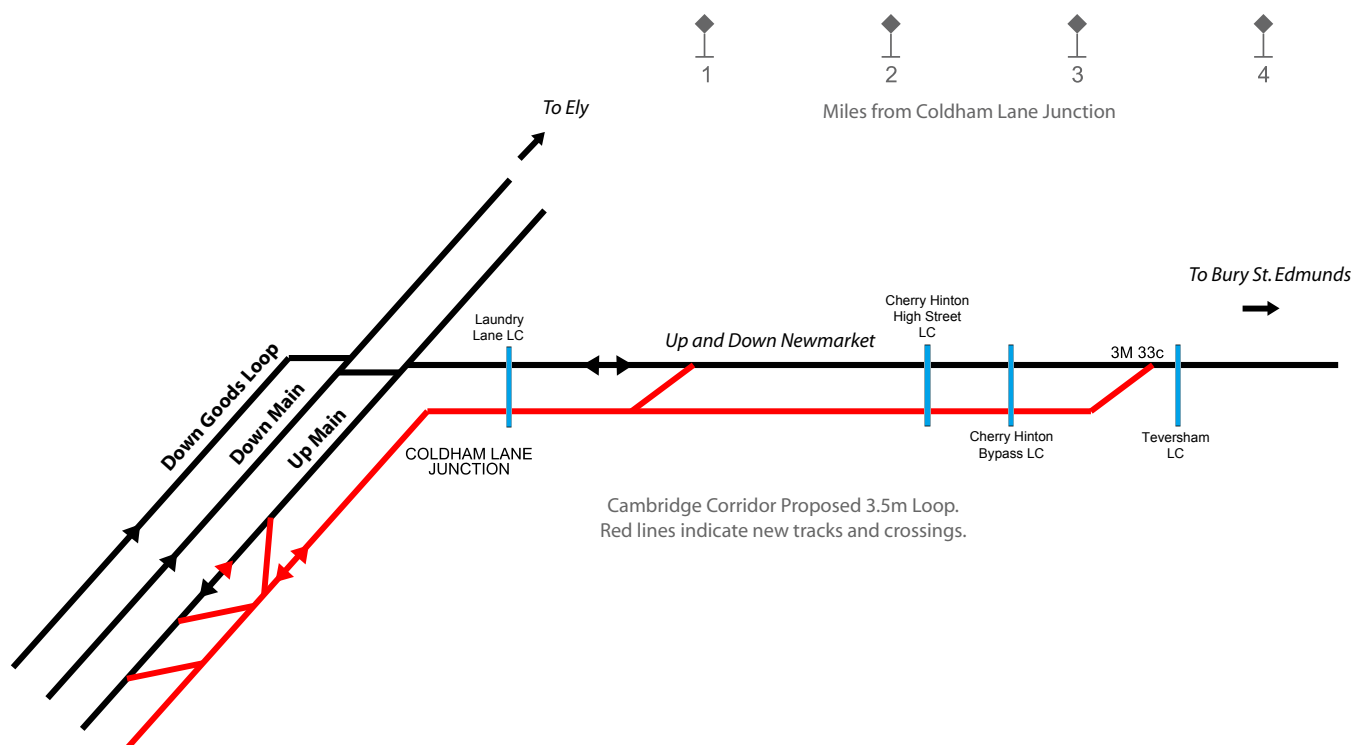 1
2
3
4
Miles from Coldham Lane Junction
To Ely
To Bury St. Edmunds
Cherry Hinton
High Street
LC
Laundry
Lane LC
Up and Down Newmarket
3M 33c
Down Goods Loop
Down Main
Up Main
COLDHAM LANE
JUNCTION
Cherry Hinton
Bypass LC
Teversham
LC
Cambridge Corridor Proposed 3.5m Loop.
Red lines indicate new tracks and crossings.